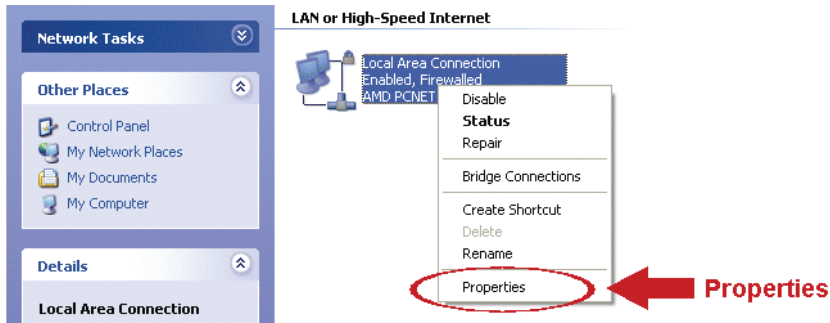 LAN or High-Speed Internet
Network Tasks
Other Places
Control Panel
My Network Places
My Documents
My Computer
Details
Local Area Connection
Local Area Connection
Enabled, Firewalled
AMD PCNET
Disable
Status
Repair
Bridge Connections
Create Shortcut
Delete
Rename
Properties
Properties